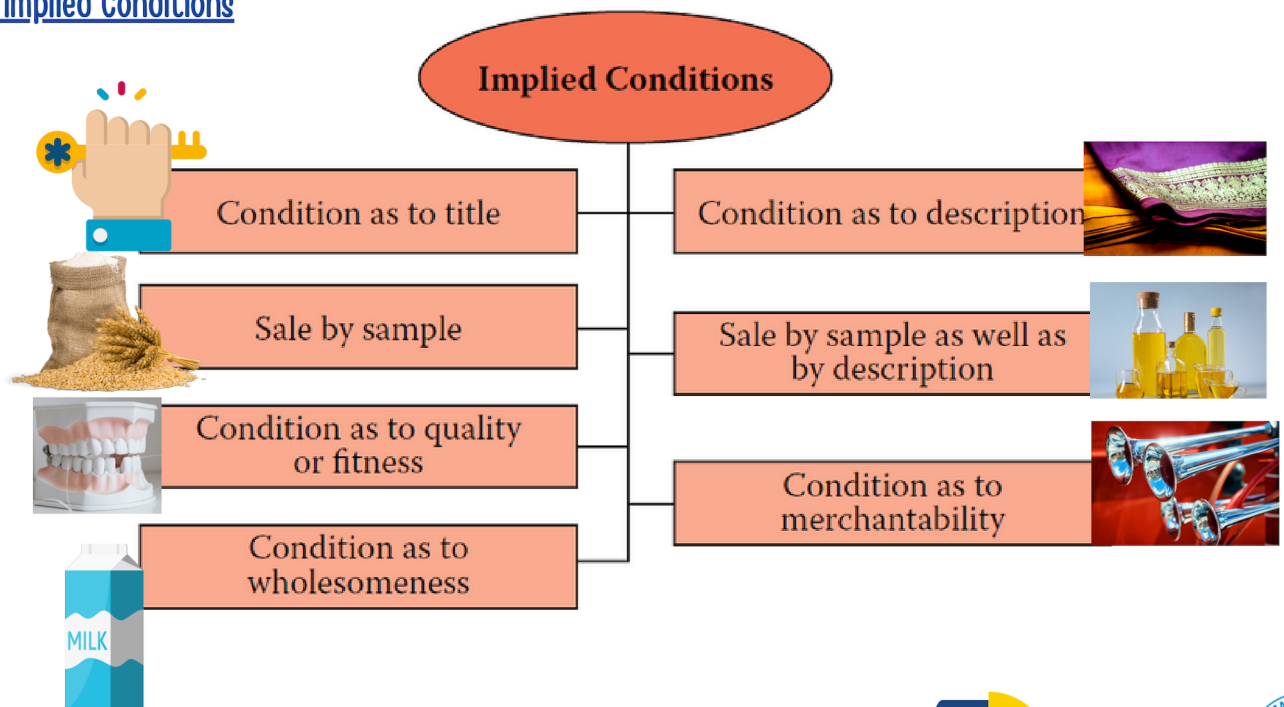 Implied Conditions
Implied Conditions
Condition as to title
Condition as to description
Sale by sample
Sale by sample as well as
by description
Condition as to quality
or fitness
Condition as to
merchantability
Condition as to
wholesomeness
MILK